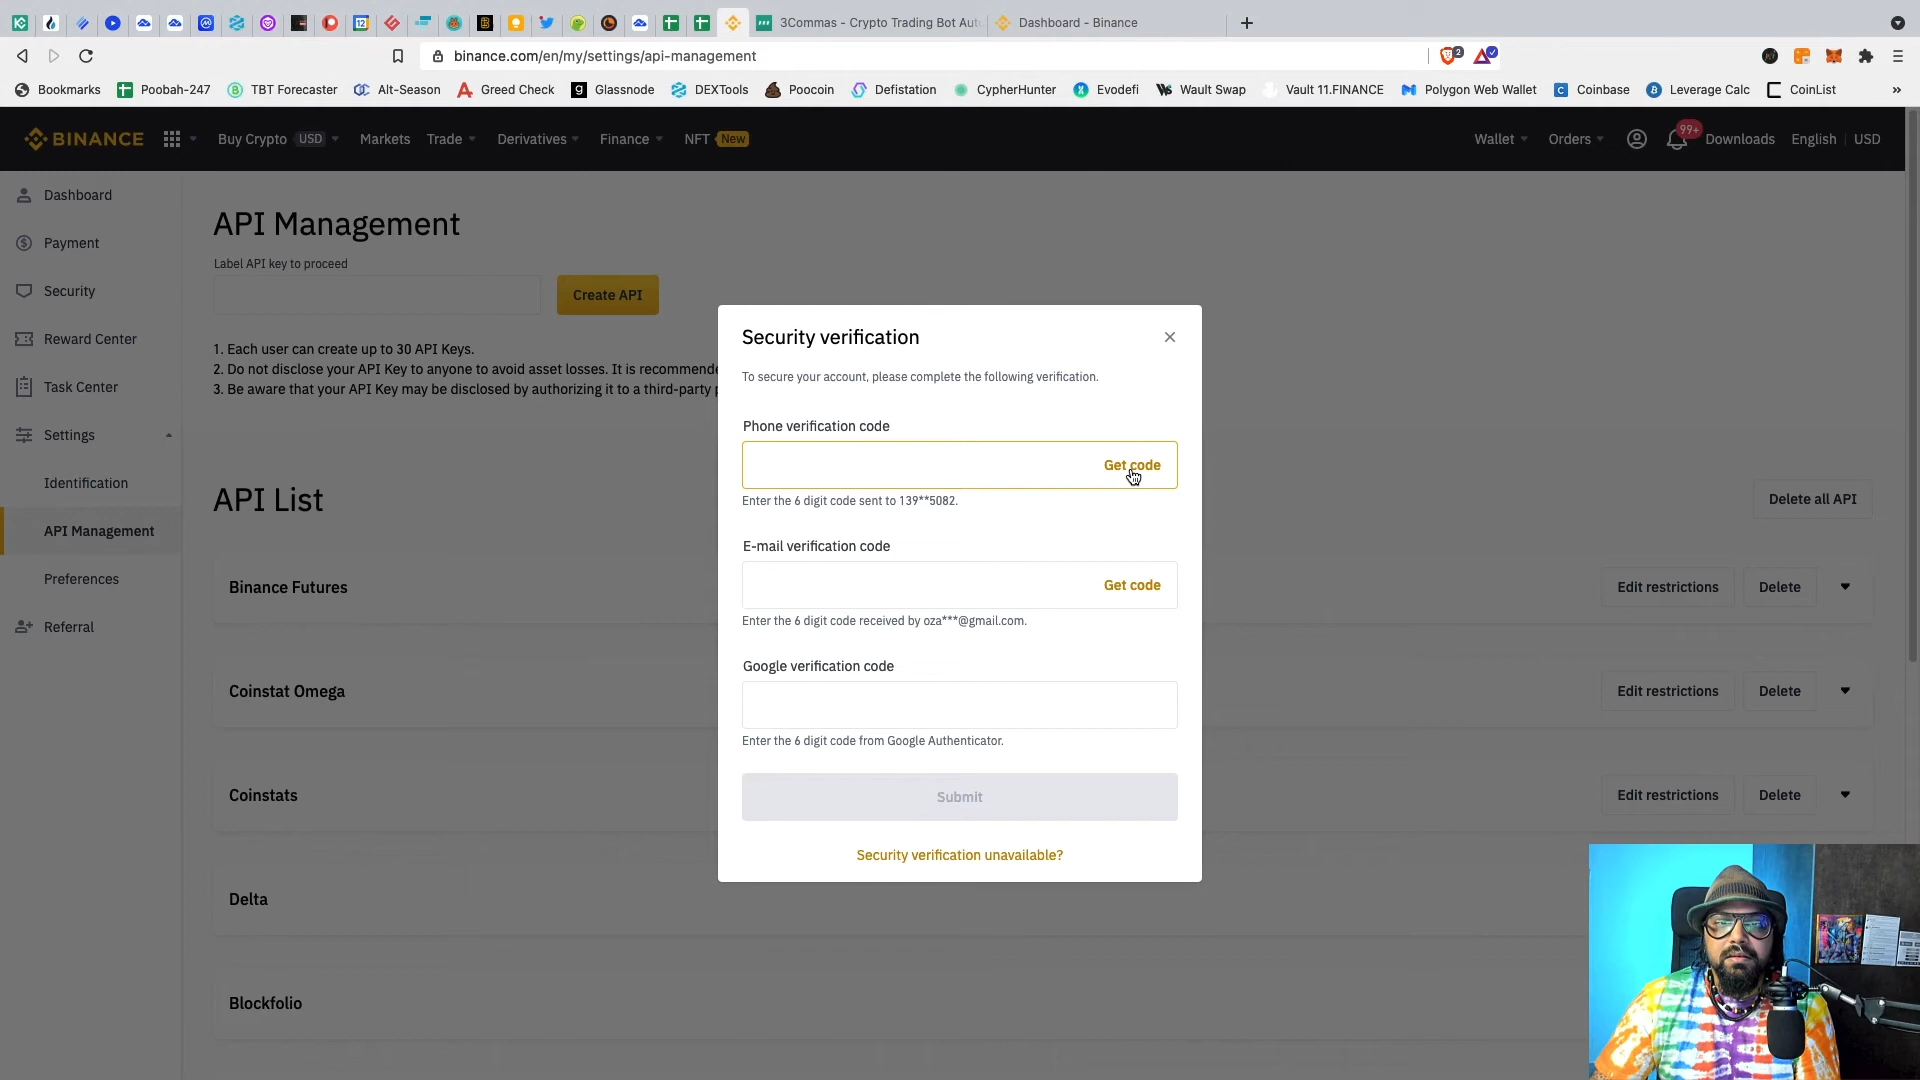 3Commas - Crypto Trading Bot Aut
Dashboard - Binance
binance.com/en/my/settings/api-management
2
Bookmarks
Poobah-247
TBT Forecaster
Alt-Season
Greed Check
Glassnode
DEXTools
Poocoin
Defistation
CypherHunter
Evodefi
Wault Swap
Vault 11.FINANCE
Polygon Web Wallet
Coinbase
Leverage Calc
CoinList
»
BINANCE
Buy Crypto USD
Markets
Trade
Derivatives
Finance
NFT New
Wallet
Orders
99+
Downloads
English
USD
Dashboard
Payment
Security
Reward Center
Task Center
Settings
Identification
API Management
Preferences
Referral
API Management
Label API key to proceed
Create API
1. Each user can create up to 30 API Keys.
2. Do not disclose your API Key to anyone to avoid asset losses. It is recommende
3. Be aware that your API Key may be disclosed by authorizing it to a third-party p
API List
Delete all API
Binance Futures
Edit restrictions
Delete
Coinstat Omega
Edit restrictions
Delete
Coinstats
Edit restrictions
Delete
Delta
Blockfolio
Security verification
To secure your account, please complete the following verification.
Phone verification code
Get code
Enter the 6 digit code sent to 139**5082.
E-mail verification code
Get code
Enter the 6 digit code received by oza***@gmail.com.
Google verification code
Enter the 6 digit code from Google Authenticator.
Submit
Security verification unavailable?